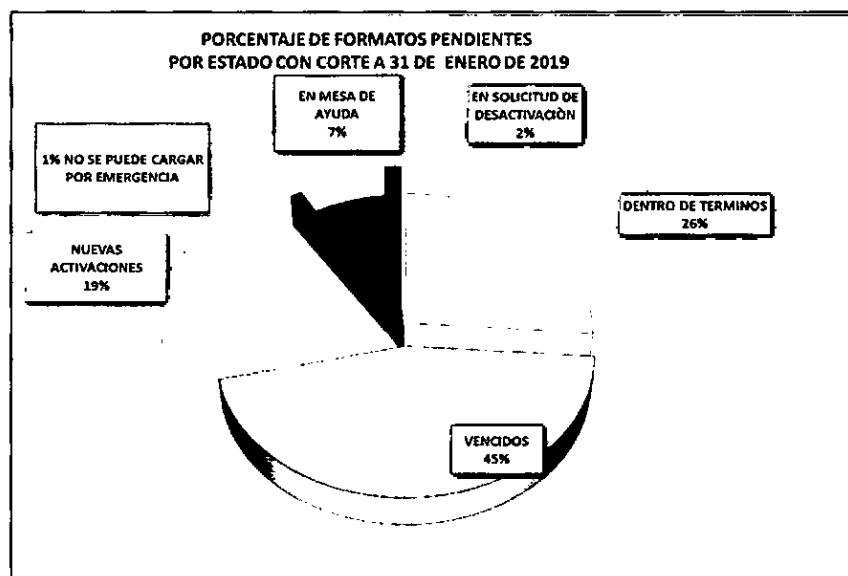 PORCENTAJE DE FORMATOS PENDIENTES
POR ESTADO CON CORTE A 31 DE ENERO DE 2019
EN MESA DE
AYUDA
7%
EN SOLICITUD DE
DESACTIVACIÒN
2%
1% NO SE PUEDE CARGAR
POR EMERGENCIA
DENTRO DE TERMINOS
26%
NUEVAS
ACTIVACIONES
19%
VENCIDOS
45%